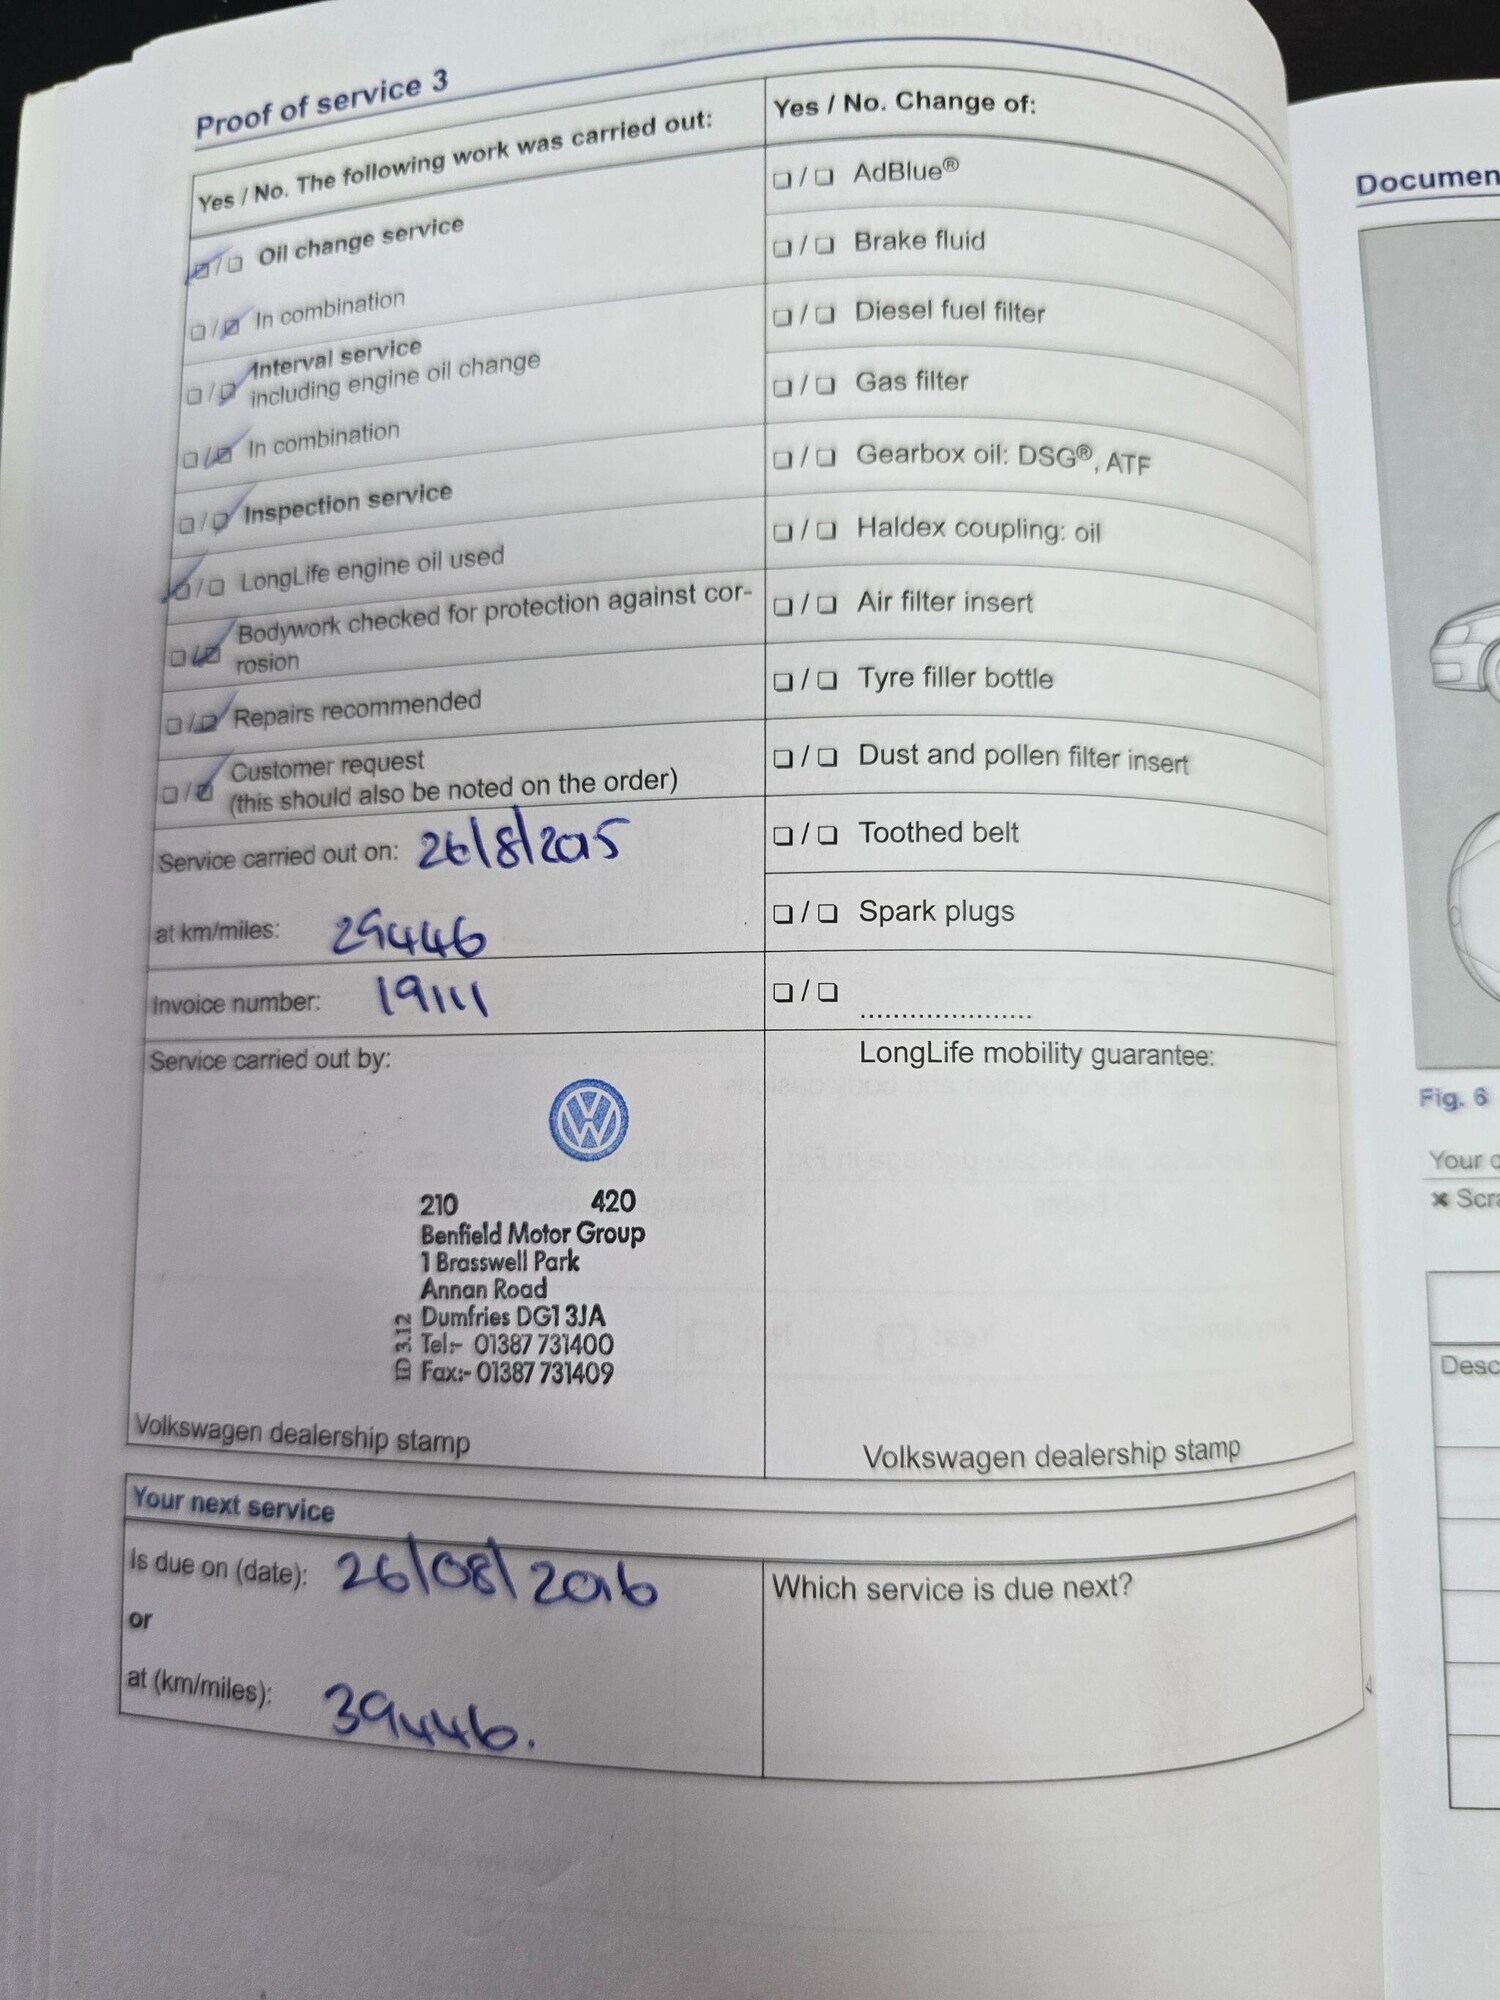 Proof of service 3
Yes / No. The following work was carried out:
Oil change service
In combination
Interval service
including engine oil change
In combination
Inspection service
LongLife engine oil used
Bodywork checked for protection against cor-
rosion
Repairs recommended
Customer request
(this should also be noted on the order)
Service carried out on: 26/8/2015
at km/miles: 29446
Invoice number: 19111
Service carried out by:
210 420
Benfield Motor Group
1 Brasswell Park
Annan Road
Dumfries DG1 3JA
Tel:- 01387 731400
Fax:- 01387 731409
ID 3.12
Volkswagen dealership stamp
Yes / No. Change of:
AdBlue®
Brake fluid
Diesel fuel filter
Gas filter
Gearbox oil: DSG®, ATF
Haldex coupling: oil
Air filter insert
Tyre filler bottle
Dust and pollen filter insert
Toothed belt
Spark plugs
....................
LongLife mobility guarantee:
Volkswagen dealership stamp
Your next service
Is due on (date): 26/08/2016
or
at (km/miles): 39446.
Which service is due next?
Documen
Fig. 6
Your
Scra
Desc